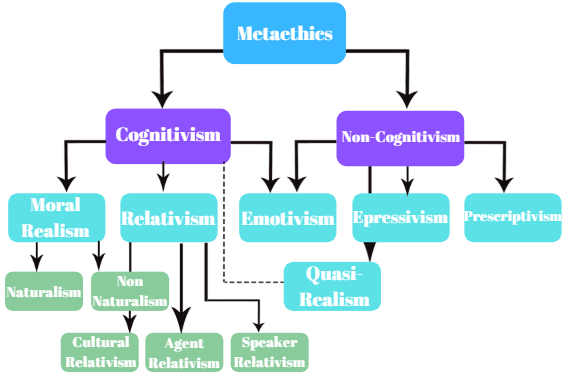 Metaethics
Cognitivism
Non-Cognitivism
Moral
Realism
Relativism
Emotivism
Epressivism
Prescriptivism
Quasi-
Realism
Naturalism
Non
Naturalism
Cultural
Relativism
Agent
Relativism
Speaker
Relativism